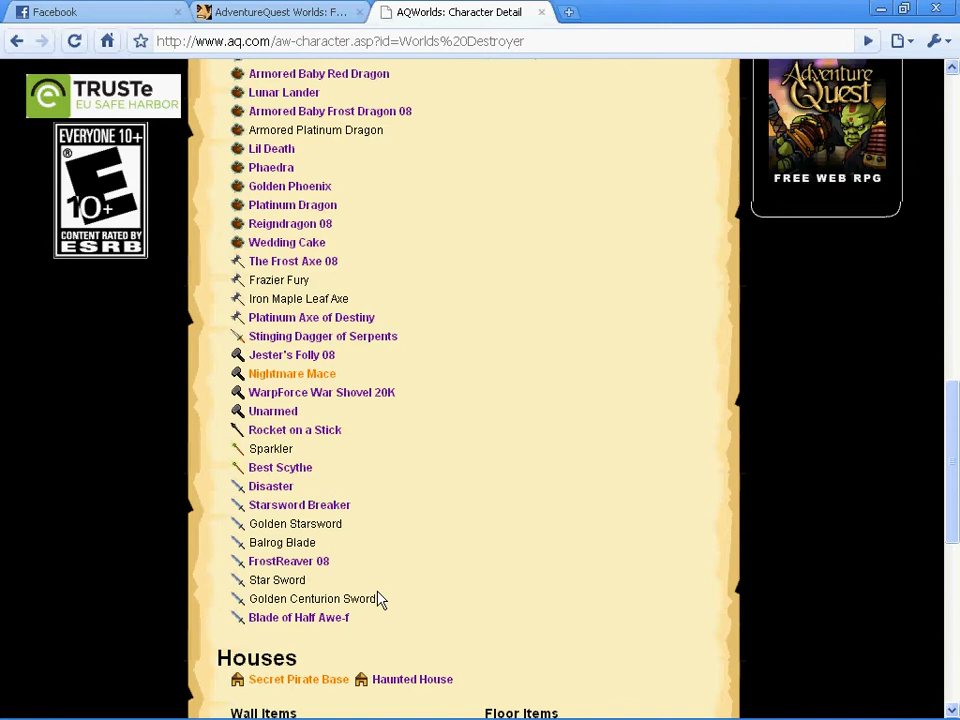 Facebook
AdventureQuest Worlds: F...
AQWorlds: Character Detail
http://www.aq.com/aw-character.asp?id=Worlds%20Destroyer
TRUSTe
EU SAFE HARBOR
EVERYONE 10+
E
10+
CONTENT RATED BY
ESRB
Armored Baby Red Dragon
Lunar Lander
Armored Baby Frost Dragon 08
Armored Platinum Dragon
Lil Death
Phaedra
Golden Phoenix
Platinum Dragon
Reigndragon 08
Wedding Cake
The Frost Axe 08
Frazier Fury
Iron Maple Leaf Axe
Platinum Axe of Destiny
Stinging Dagger of Serpents
Jester's Folly 08
Nightmare Mace
WarpForce War Shovel 20K
Unarmed
Rocket on a Stick
Sparkler
Best Scythe
Disaster
Starsword Breaker
Golden Starsword
Balrog Blade
FrostReaver 08
Star Sword
Golden Centurion Sword
Blade of Half Awe-f
Houses
Secret Pirate Base Haunted House
Wall Items Floor Items
Adventure
Quest
FREE WEB RPG